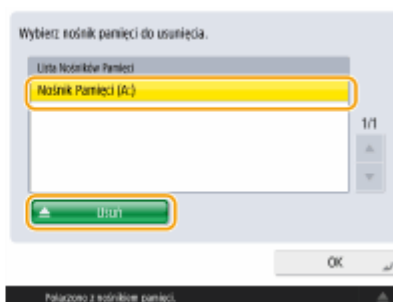 Wybierz nośnik pamięci do usunięcia.
Lista Nośników Pamięci
Nośnik Pamięci (A:)
1/1
Usuń
OK
Połączono z nośnikiem pamięci.